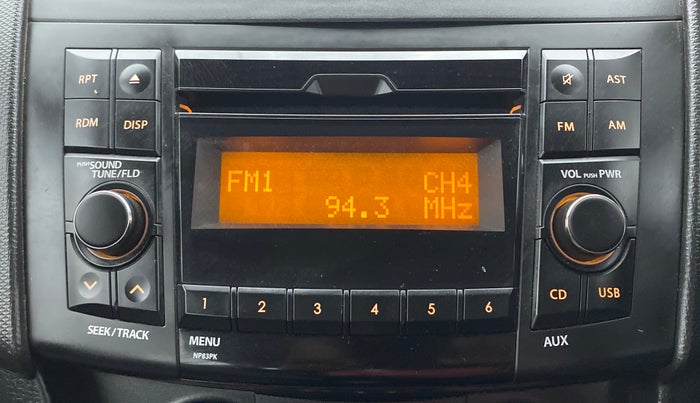 RPT
RDM
DISP
AST
FM
AM
PUSH SOUND
TUNE/FLD
VOL PUSH PWR
FM1 CH4
94.3 MHz
1 2 3 4 5 6
CD
USB
SEEK/TRACK
MENU
NP83PK
AUX